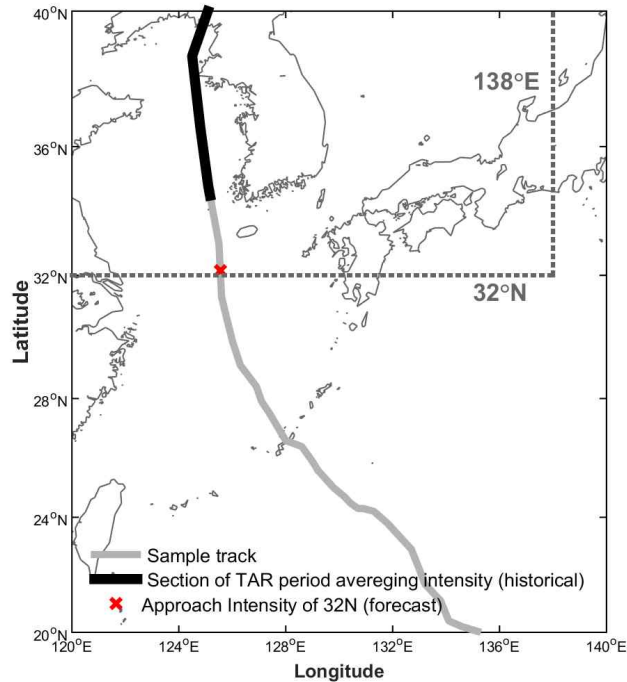 40°N
138°E
36°N
32°N
32°N
Latitude
28°N
24°N
Sample track
Section of TAR period avereging intensity (historical)
Approach Intensity of 32N (forecast)
20°N
120°E 124°E 128°E 132°E 136°E 140°E
Longitude